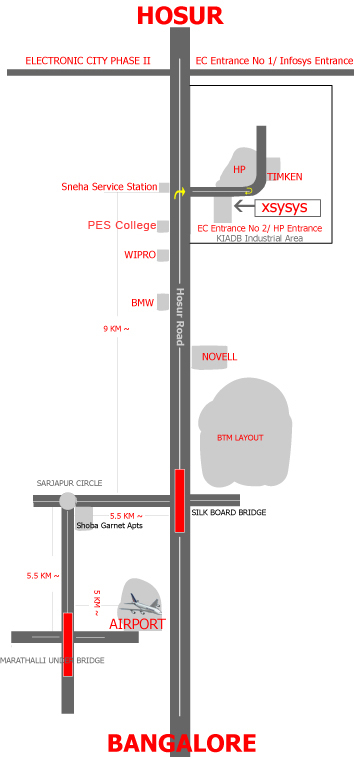 HOSUR
ELECTRONIC CITY PHASE II
EC Entrance No 1/ Infosys Entrance
HP
TIMKEN
Sneha Service Station
xsysys
PES College
EC Entrance No 2/ HP Entrance
KIADB Industrial Area
WIPRO
BMW
Hosur Road
9 KM ~
NOVELL
BTM LAYOUT
SARJAPUR CIRCLE
SILK BOARD BRIDGE
5.5 KM ~
Shoba Garnet Apts
5.5 KM ~
5 KM ~
AIRPORT
MARATHALLI UNDER BRIDGE
BANGALORE